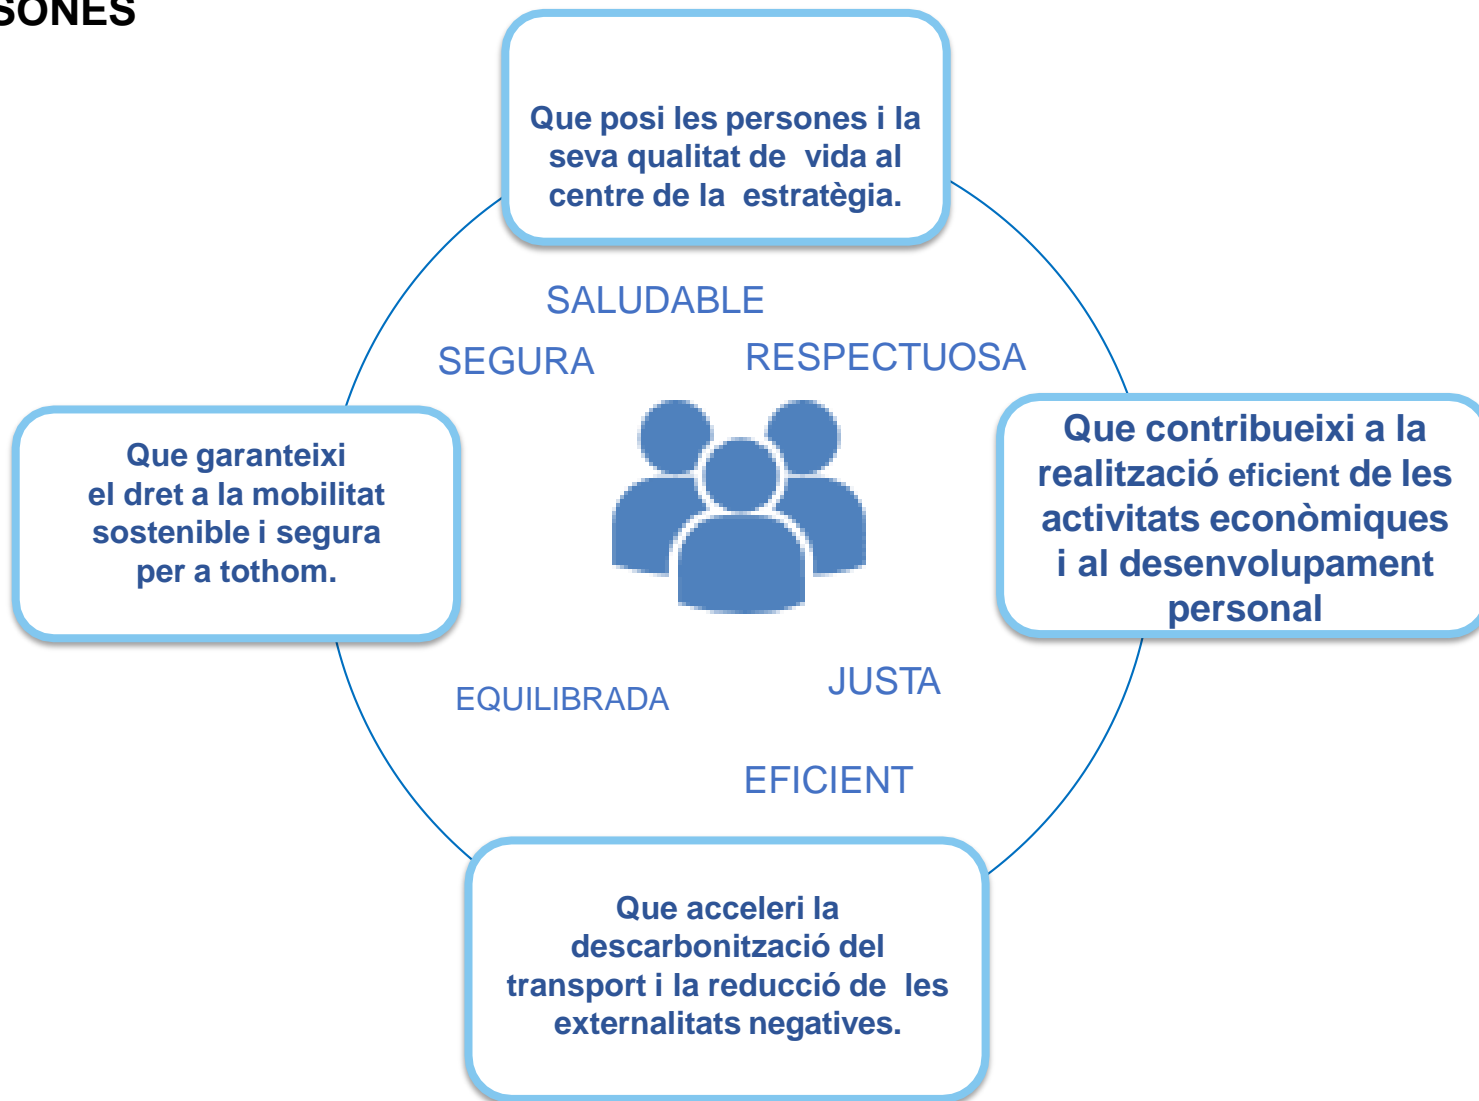 SONES
Que posi les persones i la
seva qualitat de vida al
centre de la estratègia.
SALUDABLE
SEGURA
RESPECTUOSA
Que garanteixi
el dret a la mobilitat
sostenible i segura
per a tothom.
Que contribueixi a la
realització eficient de les
activitats econòmiques
i al desenvolupament
personal
EQUILIBRADA
JUSTA
EFICIENT
Que acceleri la
descarbonització del
transport i la reducció de les
externalitats negatives.